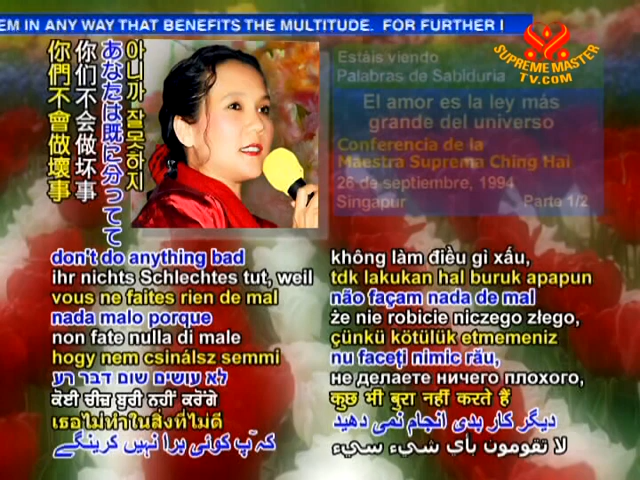 EM IN ANY WAY THAT BENEFITS THE MULTITUDE. FOR FURTHER I
SUPREME MASTER
TV.COM
你們不會做壞事
你们不会做坏事
あなたは既に分ってて
아니까 잘못하지
Estáis viendo
Palabras de Sabiduría
El amor es la ley más
grande del universo
Conferencia de la
Maestra Suprema Ching Hai
26 de septiembre, 1994
Singapur
Parte 1/2
don't do anything bad
ihr nichts Schlechtes tut, weil
vous ne faites rien de mal
nada malo porque
non fate nulla di male
hogy nem csinálsz semmi
לא עושים שום דבר רע
ਕੋਈ ਚੀਜ਼ ਬੁਰੀ ਨਹੀਂ ਕਰੋਂਗੇ
เธอไม่ทำในสิ่งที่ไม่ดี
کہ آپ کوئی برا نہیں کرینگے
không làm điều gì xấu,
tdk lakukan hal buruk apapun
não façam nada de mal
że nie robicie niczego złego,
çünkü kötülük etmemeniz
nu faceţi nimic rău,
не делаете ничего плохого,
कुछ भी बुरा नहीं करते हैं
دیگر کار بدی انجام نمی دهید
لا تقومون بأي شيء سيء